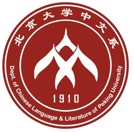 北京大学中文系
1910
Dept. of Chinese Language & Literature of Peking University